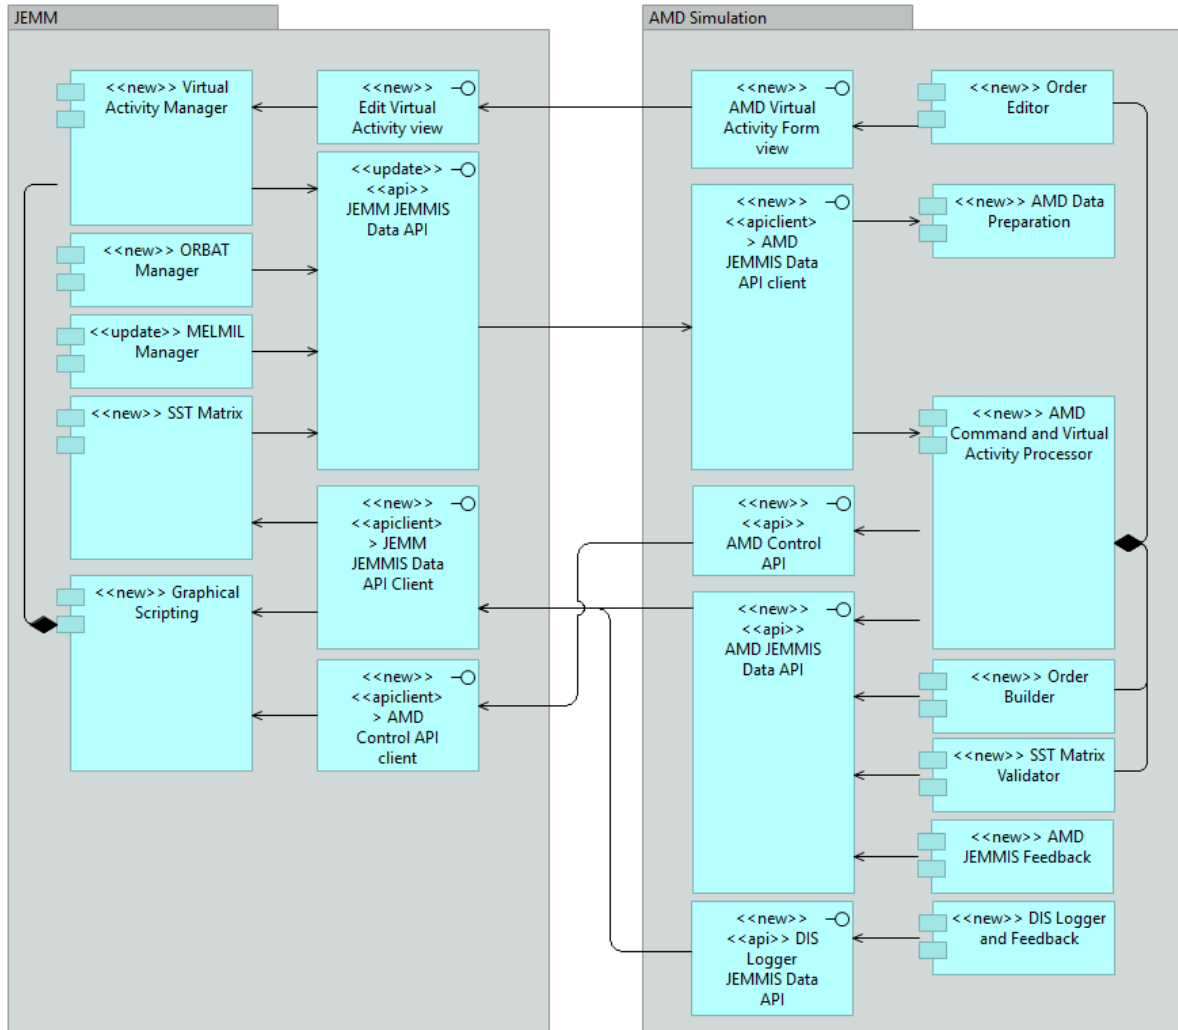 JEMM
<<new>> Virtual
Activity Manager
<<new>>
Edit Virtual
Activity view
<<update>>
<<api>>
JEMM JEMMIS
Data API
<<new>> ORBAT
Manager
<<update>> MELMIL
Manager
<<new>> SST Matrix
<<new>>
<<apiclient>
> JEMM
JEMMIS Data
API Client
<<new>> Graphical
Scripting
<<new>>
<<apiclient>
> AMD
Control API
client
AMD Simulation
<<new>>
AMD Virtual
Activity Form
view
<<new>> Order
Editor
<<new>>
<<apiclient>
> AMD
JEMMIS Data
API client
<<new>> AMD Data
Preparation
<<new>> AMD
Command and Virtual
Activity Processor
<<new>>
<<api>>
AMD Control
API
<<new>>
<<api>>
AMD JEMMIS
Data API
<<new>> Order
Builder
<<new>> SST Matrix
Validator
<<new>> AMD
JEMMIS Feedback
<<new>>
<<api>> DIS
Logger
JEMMIS Data
API
<<new>> DIS Logger
and Feedback